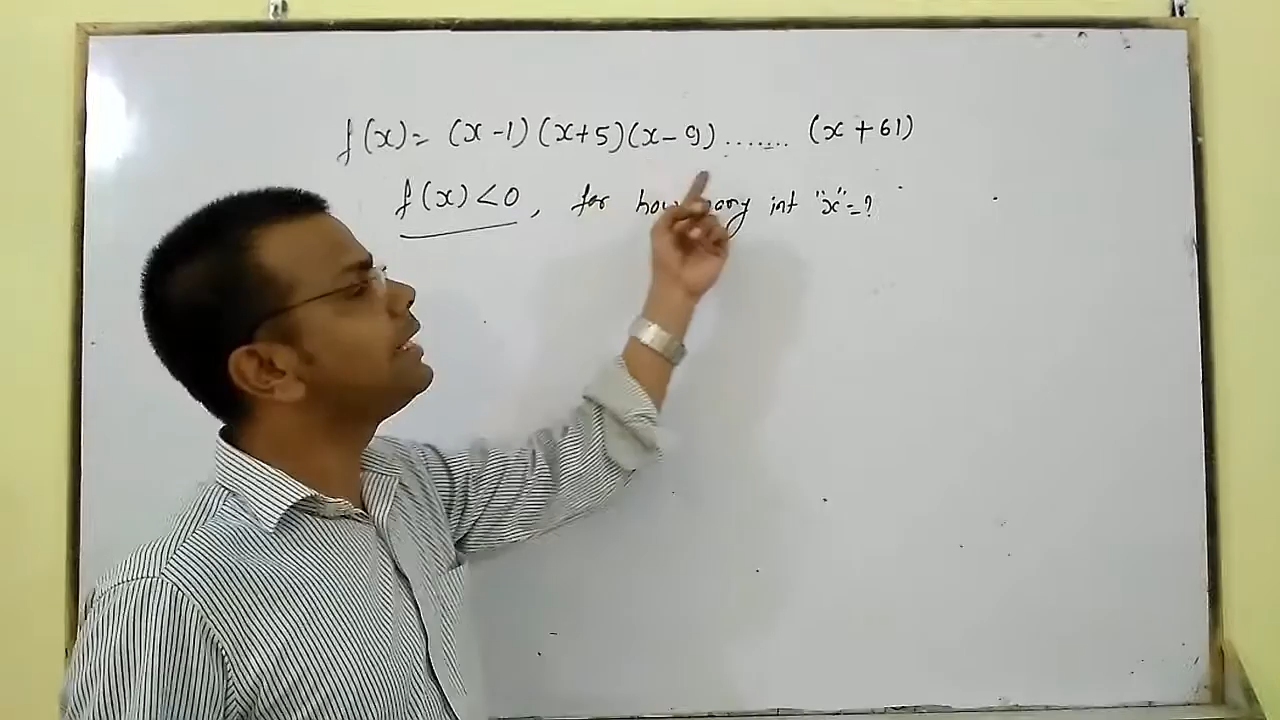 f(x) = (x-1)(x+5)(x-9)....... (x+61)
f(x) < 0, for how many int "x" = ?